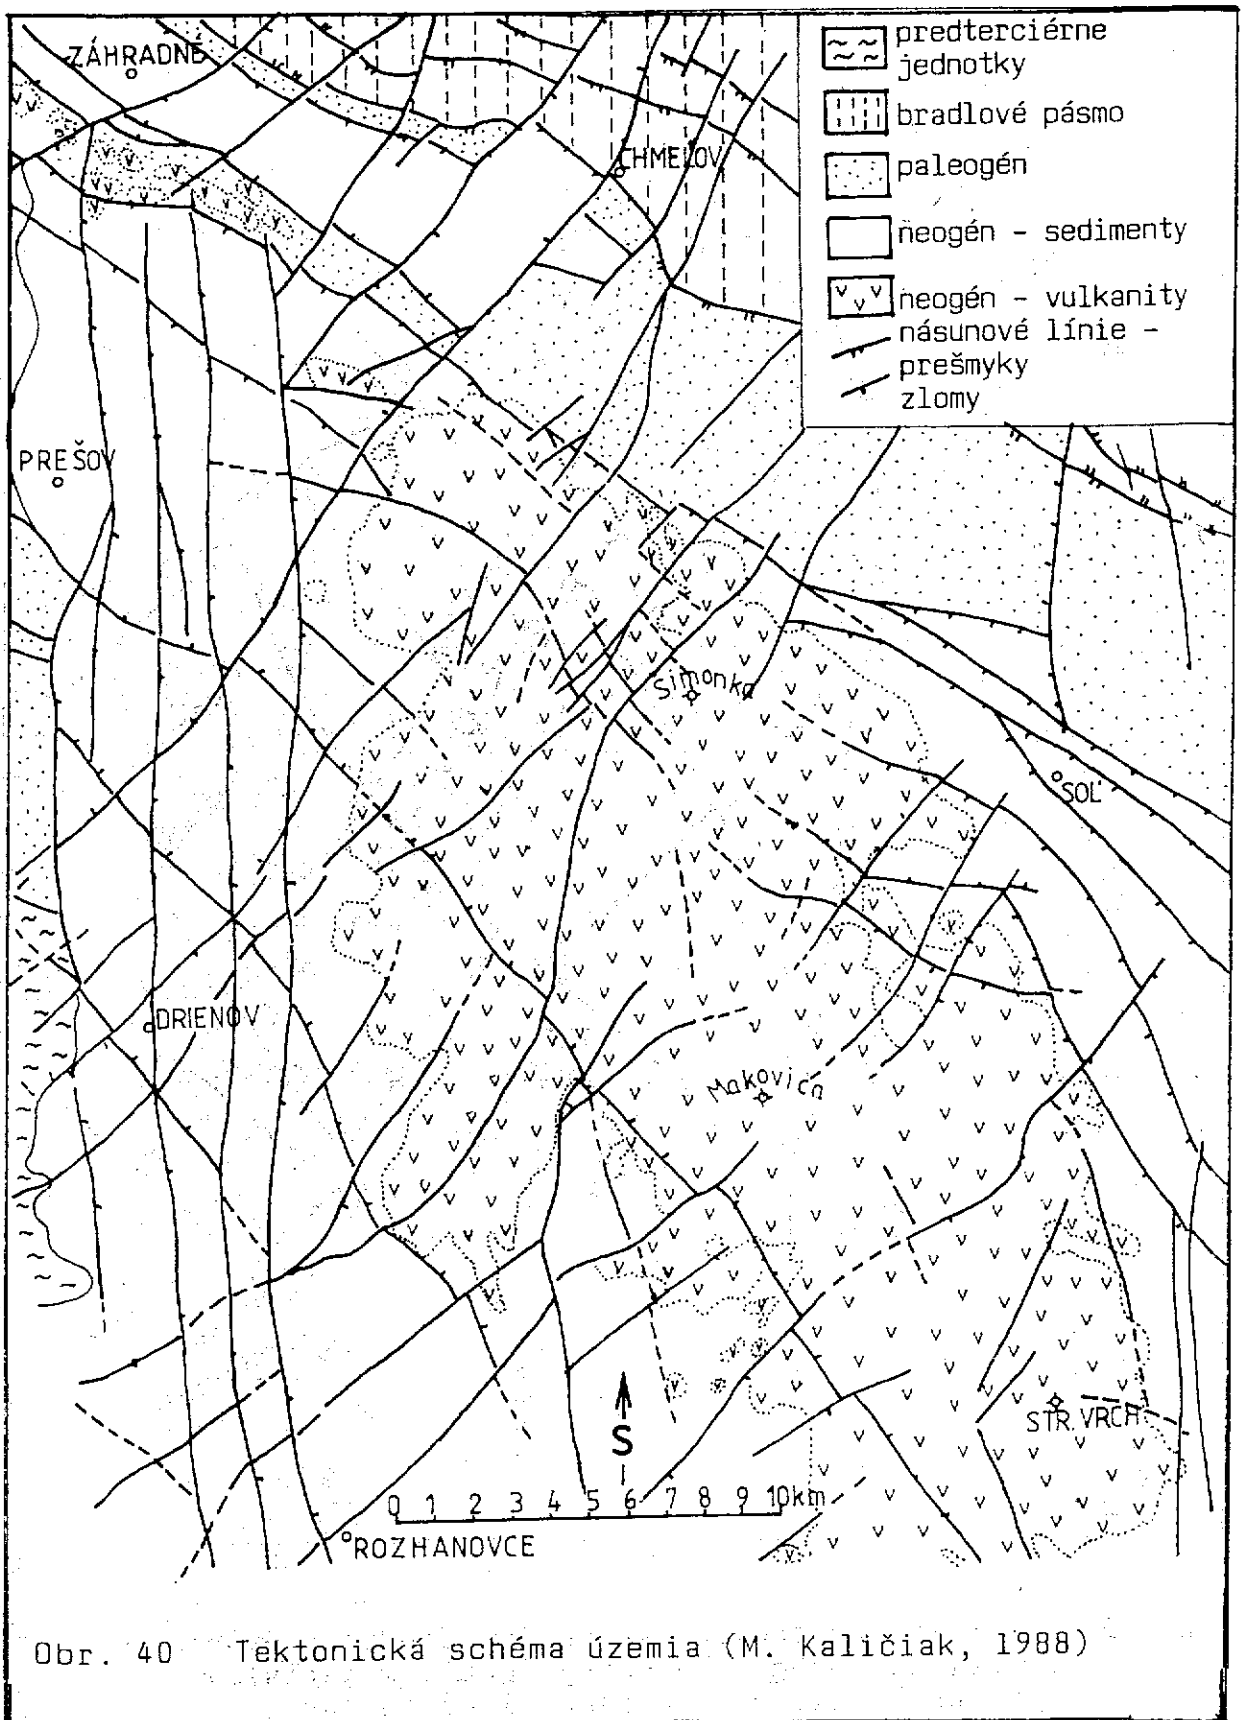 predterciérne
jednotky
bradlové pásmo
paleogén
neogén - sedimenty
neogén - vulkanity
násunové línie -
prešmyky
zlomy
ZÁHRADNÉ
CHMEĽOV
PREŠOV
Šimonka
SOĽ
DRIENOV
Makovica
STR. VRCH
S
0 1 2 3 4 5 6 7 8 9 10km
ROZHANOVCE
Obr. 40 Tektonická schéma územia (M. Kaličiak, 1988)